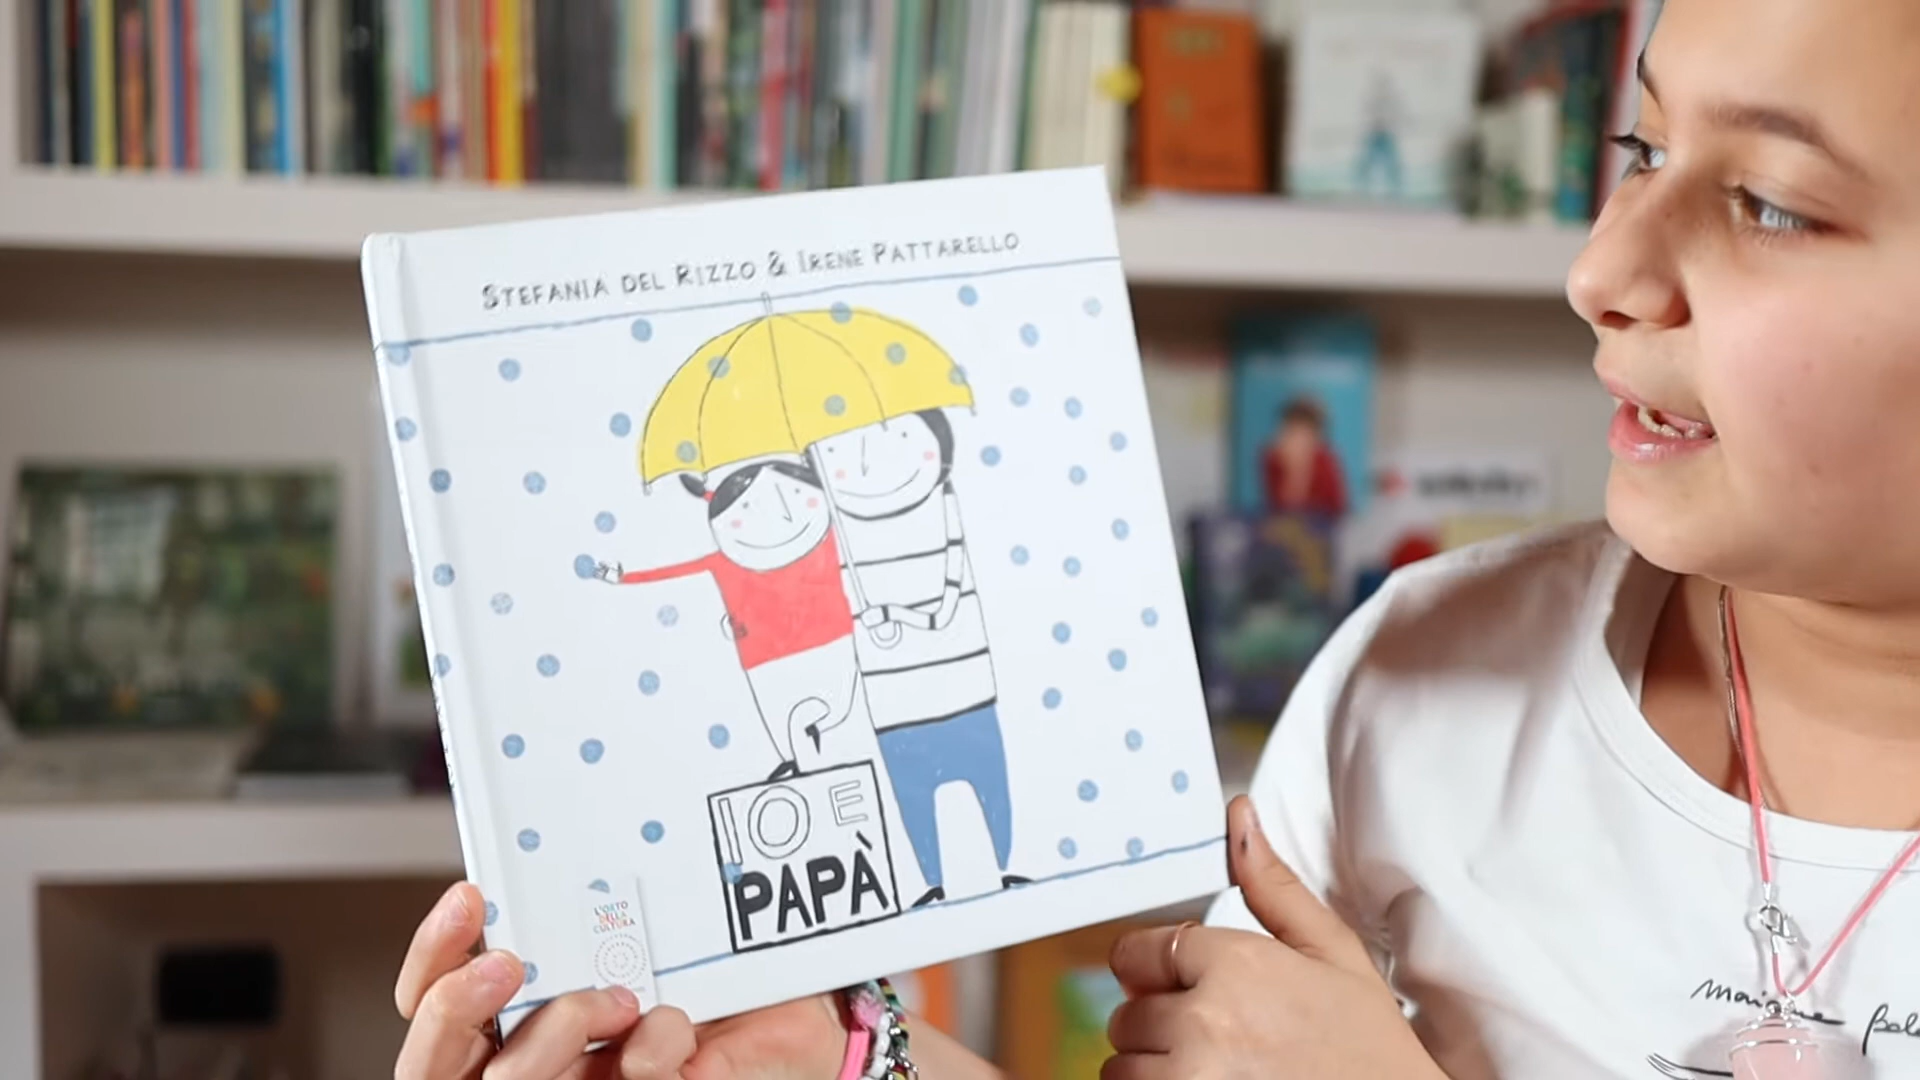 STEFANIA DEL RIZZO & IRENE PATTARELLO
IO E
PAPÀ
L'ORTO
DELLA
CULTURA